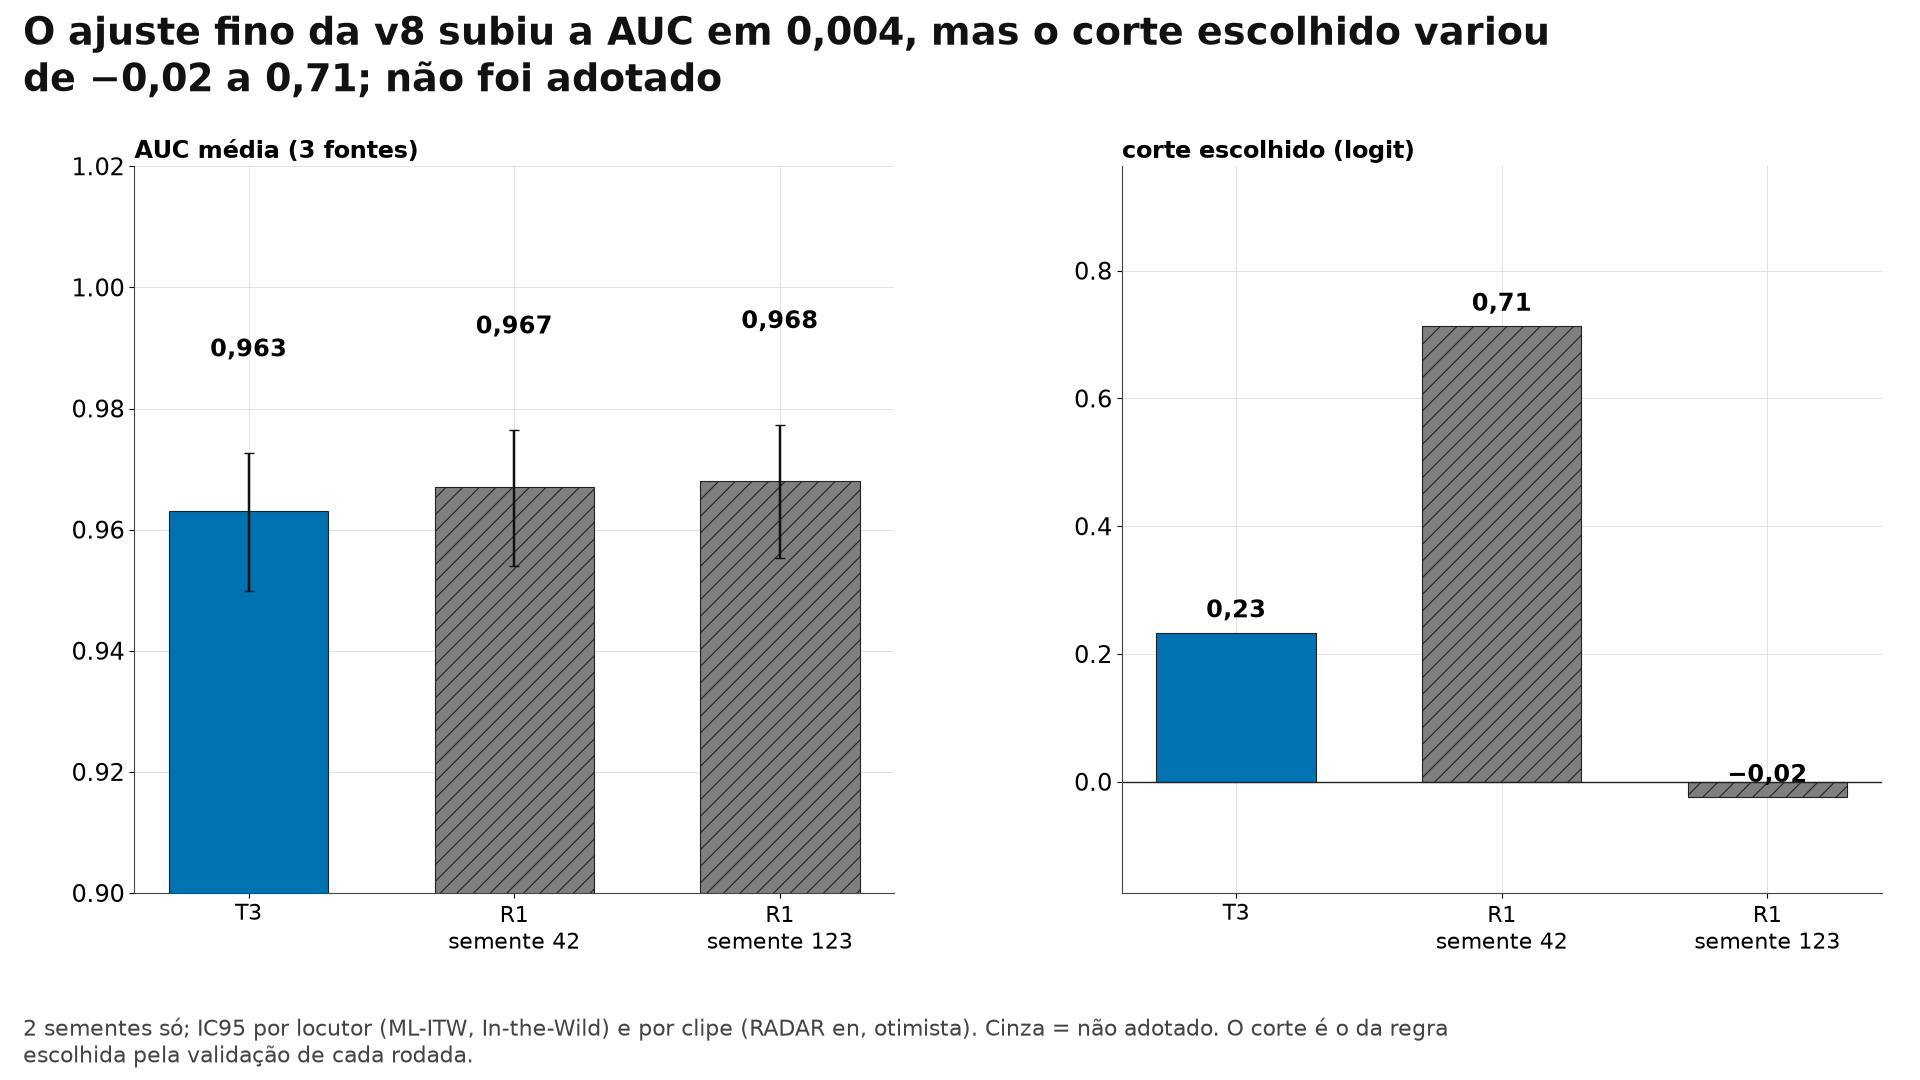 O ajuste fino da v8 subiu a AUC em 0,004, mas o corte escolhido variou
de −0,02 a 0,71; não foi adotado
AUC média (3 fontes)
1.02
1.00
0.98
0.96
0.94
0.92
0.90
0,963
0,967
0,968
T3
R1
semente 42
R1
semente 123
corte escolhido (logit)
0.8
0.6
0.4
0.2
0.0
0,23
0,71
−0,02
T3
R1
semente 42
R1
semente 123
2 sementes só; IC95 por locutor (ML-ITW, In-the-Wild) e por clipe (RADAR en, otimista). Cinza = não adotado. O corte é o da regra
escolhida pela validação de cada rodada.